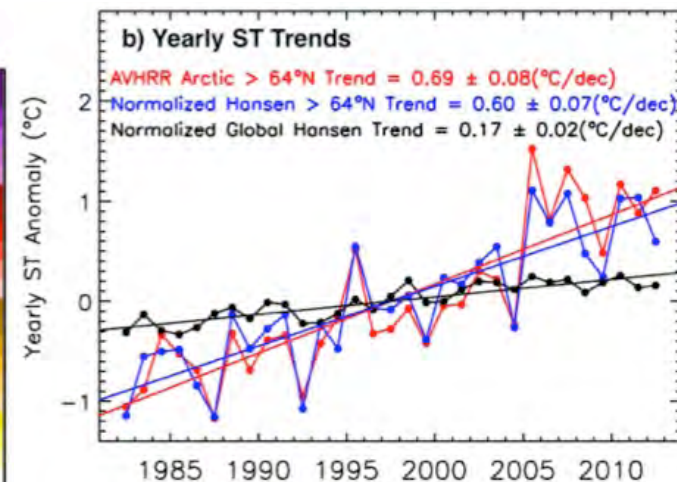 b) Yearly ST Trends
AVHRR Arctic > 64°N Trend = 0.69 ± 0.08(°C/dec)
Normalized Hansen > 64°N Trend = 0.60 ± 0.07(°C/dec)
Normalized Global Hansen Trend = 0.17 ± 0.02(°C/dec)
Yearly ST Anomaly (°C)
2
1
0
-1
1985 1990 1995 2000 2005 2010